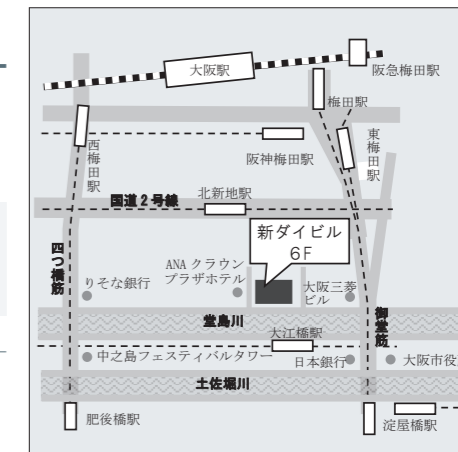 大阪駅
阪急梅田駅
梅田駅
西梅田駅
阪神梅田駅
東梅田駅
国道2号線
北新地駅
新ダイビル
6F
四つ橋筋
りそな銀行
ANAクラウン
プラザホテル
大阪三菱
ビル
堂島川
御堂筋
大江橋駅
中之島フェスティバルタワー
日本銀行
大阪市役
土佐堀川
肥後橋駅
淀屋橋駅